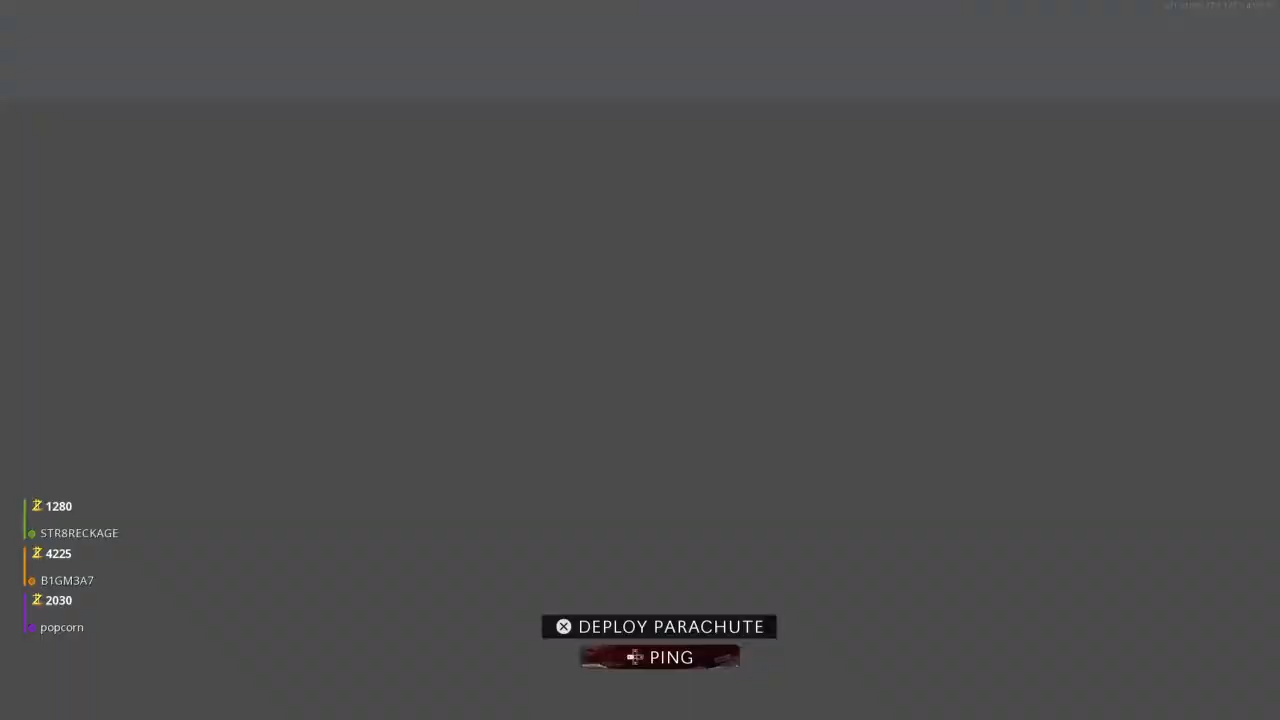 1280
STR8RECKAGE
4225
B1GM3A7
2030
popcorn
DEPLOY PARACHUTE
PING